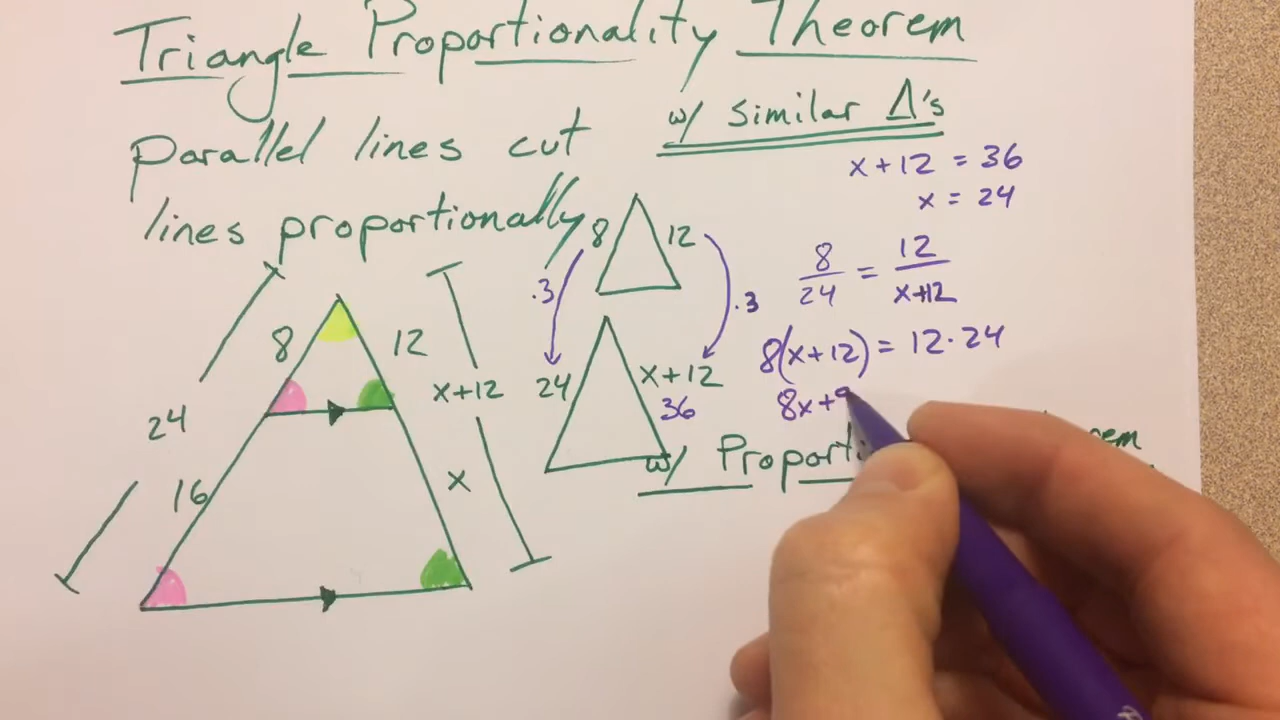 Triangle Proportionality Theorem
parallel lines cut
lines proportionally
w/ similar Δ's
x+12 = 36
x = 24
8 12
.3 .3
8/24 = 12/x+12
8(x+12) = 12·24
8x+9
24 x+12
36
8 12
24 x+12
16 x
w/